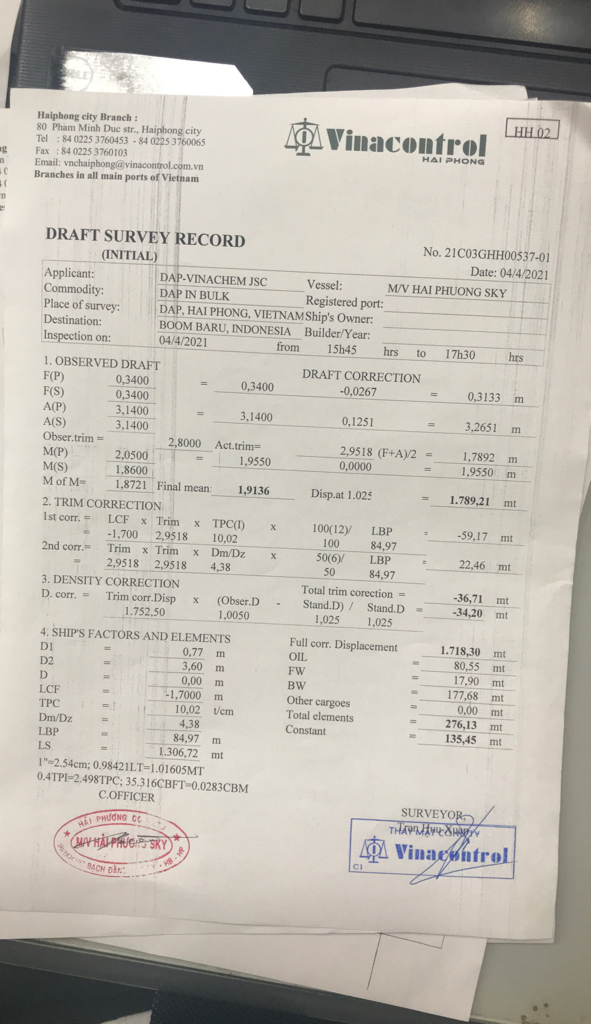 Haiphong city Branch :
80 Pham Minh Duc str., Haiphong city
Tel : 84 0225 3760453 - 84 0225 3760065
Fax : 84 0225 3760103
Email: vnchaiphong@vinacontrol.com.vn
Branches in all main ports of Vietnam
Vinacontrol
HAI PHONG
HH 02
DRAFT SURVEY RECORD
(INITIAL)
No. 21C03GHH00537-01
Date: 04/4/2021
Applicant: DAP-VINACHEM JSC Vessel: M/V HAI PHUONG SKY
Commodity: DAP IN BULK Registered port:
Place of survey: DAP, HAI PHONG, VIETNAM Ship's Owner:
Destination: BOOM BARU, INDONESIA Builder/Year:
Inspection on: 04/4/2021 from 15h45 hrs to 17h30 hrs
1. OBSERVED DRAFT DRAFT CORRECTION
F(P) 0,3400 = 0,3400 -0,0267 = 0,3133 m
F(S) 0,3400
A(P) 3,1400 = 3,1400 0,1251 = 3,2651 m
A(S) 3,1400
Obser.trim = 2,8000 Act.trim= 2,9518 (F+A)/2 = 1,7892 m
M(P) 2,0500 = 1,9550 0,0000 = 1,9550 m
M(S) 1,8600
M of M= 1,8721 Final mean: 1,9136 Disp.at 1.025 = 1.789,21 mt
2. TRIM CORRECTION
1st corr. = LCF x Trim x TPC(I) x 100(12)/ LBP = -59,17 mt
= -1,700 2,9518 10,02 100 84,97
2nd corr.= Trim x Trim x Dm/Dz x 50(6)/ LBP = 22,46 mt
= 2,9518 2,9518 4,38 50 84,97
3. DENSITY CORRECTION Total trim corection = -36,71 mt
D. corr. = Trim corr.Disp x (Obser.D - Stand.D) / Stand.D = -34,20 mt
1.752,50 1,0050 1,025 1,025
4. SHIP'S FACTORS AND ELEMENTS Full corr. Displacement 1.718,30 mt
D1 = 0,77 m OIL = 80,55 mt
D2 = 3,60 m FW = 17,90 mt
D = 0,00 m BW = 177,68 mt
LCF = -1,7000 m Other cargoes = 0,00 mt
TPC = 10,02 t/cm Total elements = 276,13 mt
Dm/Dz = 4,38 Constant = 135,45 mt
LBP = 84,97 m
LS = 1.306,72 mt
1"=2.54cm; 0.98421LT=1.01605MT
0.4TPI=2.498TPC; 35.316CBFT=0.0283CBM
C.OFFICER
SURVEYOR
HẢI PHƯƠNG
M/V HẢI PHƯƠNG SKY
BẠCH ĐẰNG
HB - HP
Vinacontrol
C1